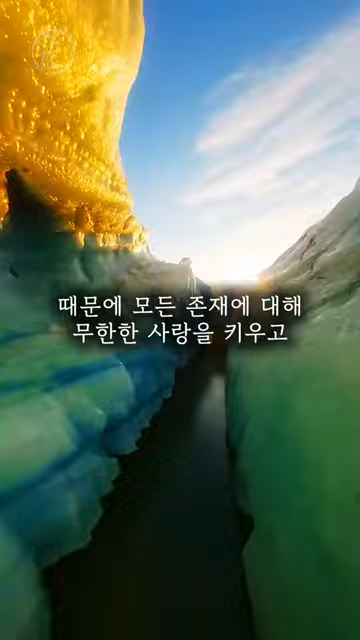 때문에 모든 존재에 대해
무한한 사랑을 키우고